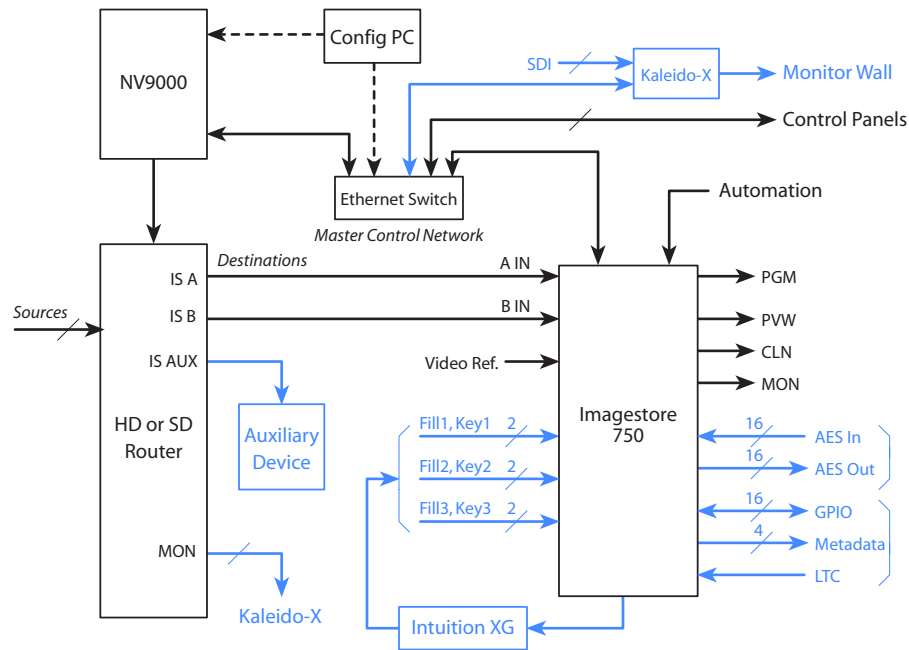 Config PC
NV9000
SDI
Kaleido-X
Monitor Wall
Control Panels
Ethernet Switch
Master Control Network
Automation
Sources
IS A
Destinations
A IN
IS B
B IN
IS AUX
Video Ref.
HD or SD
Router
Auxiliary
Device
MON
Kaleido-X
Fill1, Key1 2
Fill2, Key2 2
Fill3, Key3 2
Intuition XG
Imagestore
750
PGM
PVW
CLN
MON
16 AES In
16 AES Out
16 GPIO
4 Metadata
LTC